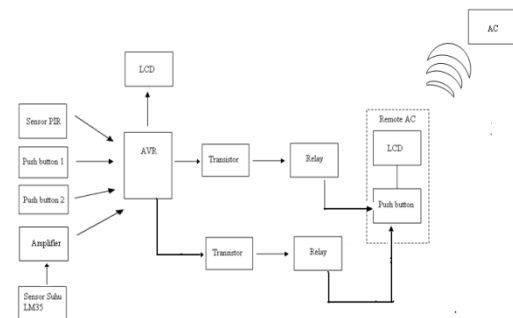 AC
LCD
Remote AC
Sensor PIR
LCD
Push button 1
AVR
Transistor
Relay
Push button 2
Push button
Amplifier
Transistor
Relay
Sensor Suhu
LM35